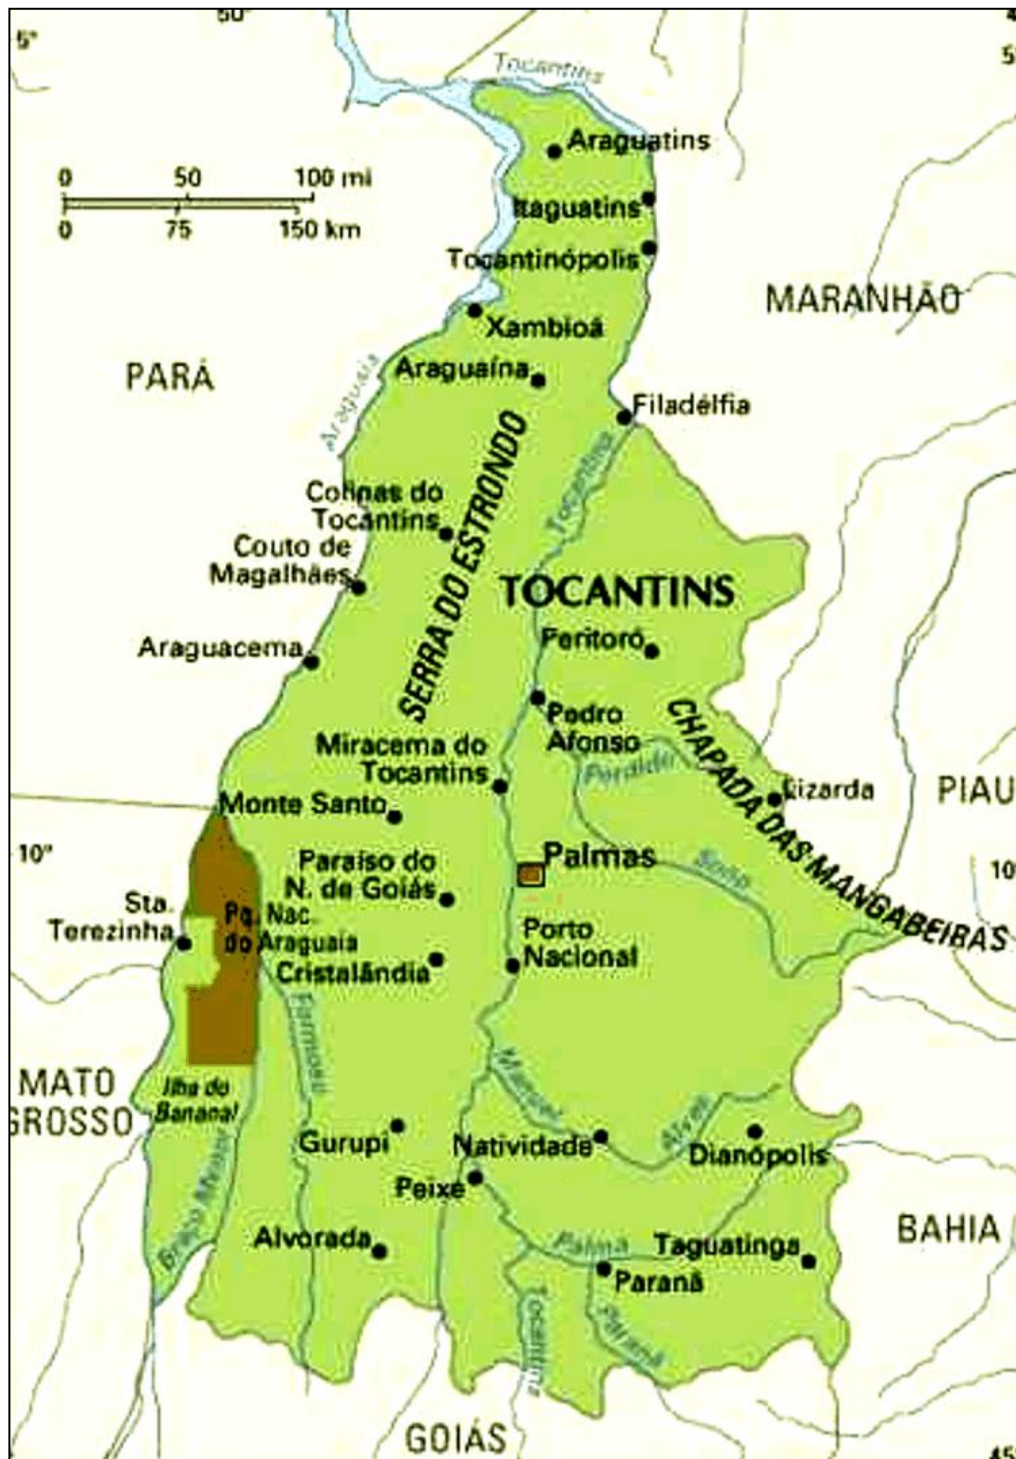 50°
5°
5
Tocantins
Araguatins
0 50 100 mi
0 75 150 km
Itaguatins
Tocantinópolis
MARANHÃO
Xambioá
PARÁ
Araguaína
Araguaia
Filadélfia
SERRA DO ESTRONDO
Tocantins
Colinas do
Tocantins
Couto de
Magalhães
TOCANTINS
Peritoró
Araguacema
CHAPADA DAS MANGABEIRAS
Pedro
Afonso
Miracema do
Tocantins
Perdido
Lizarda
PIAU
Monte Santo
10°
10
Paraíso do
N. de Goiás
Palmas
Sono
Sta.
Terezinha
Pq. Nac.
do Araguaia
Porto
Nacional
Cristalândia
Formoso
MATO
GROSSO
Ilha do
Bananal
Manuel
Alves
Gurupi
Natividade
Dianópolis
Peixe
Braço Menor
BAHIA
Alvorada
Palma
Taguatinga
Paranã
Tocantins
Paranã
GOIÁS
45